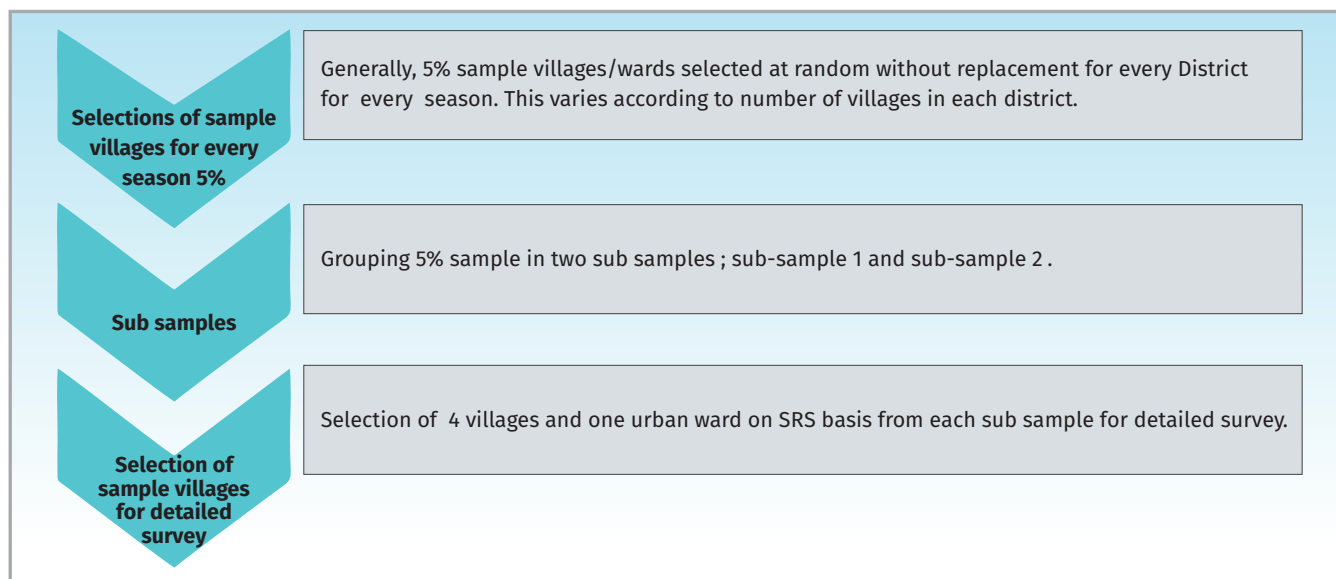 Selections of sample
villages for every
season 5%
Generally, 5% sample villages/wards selected at random without replacement for every District
for every season. This varies according to number of villages in each district.
Sub samples
Grouping 5% sample in two sub samples ; sub-sample 1 and sub-sample 2 .
Selection of
sample villages
for detailed
survey
Selection of 4 villages and one urban ward on SRS basis from each sub sample for detailed survey.